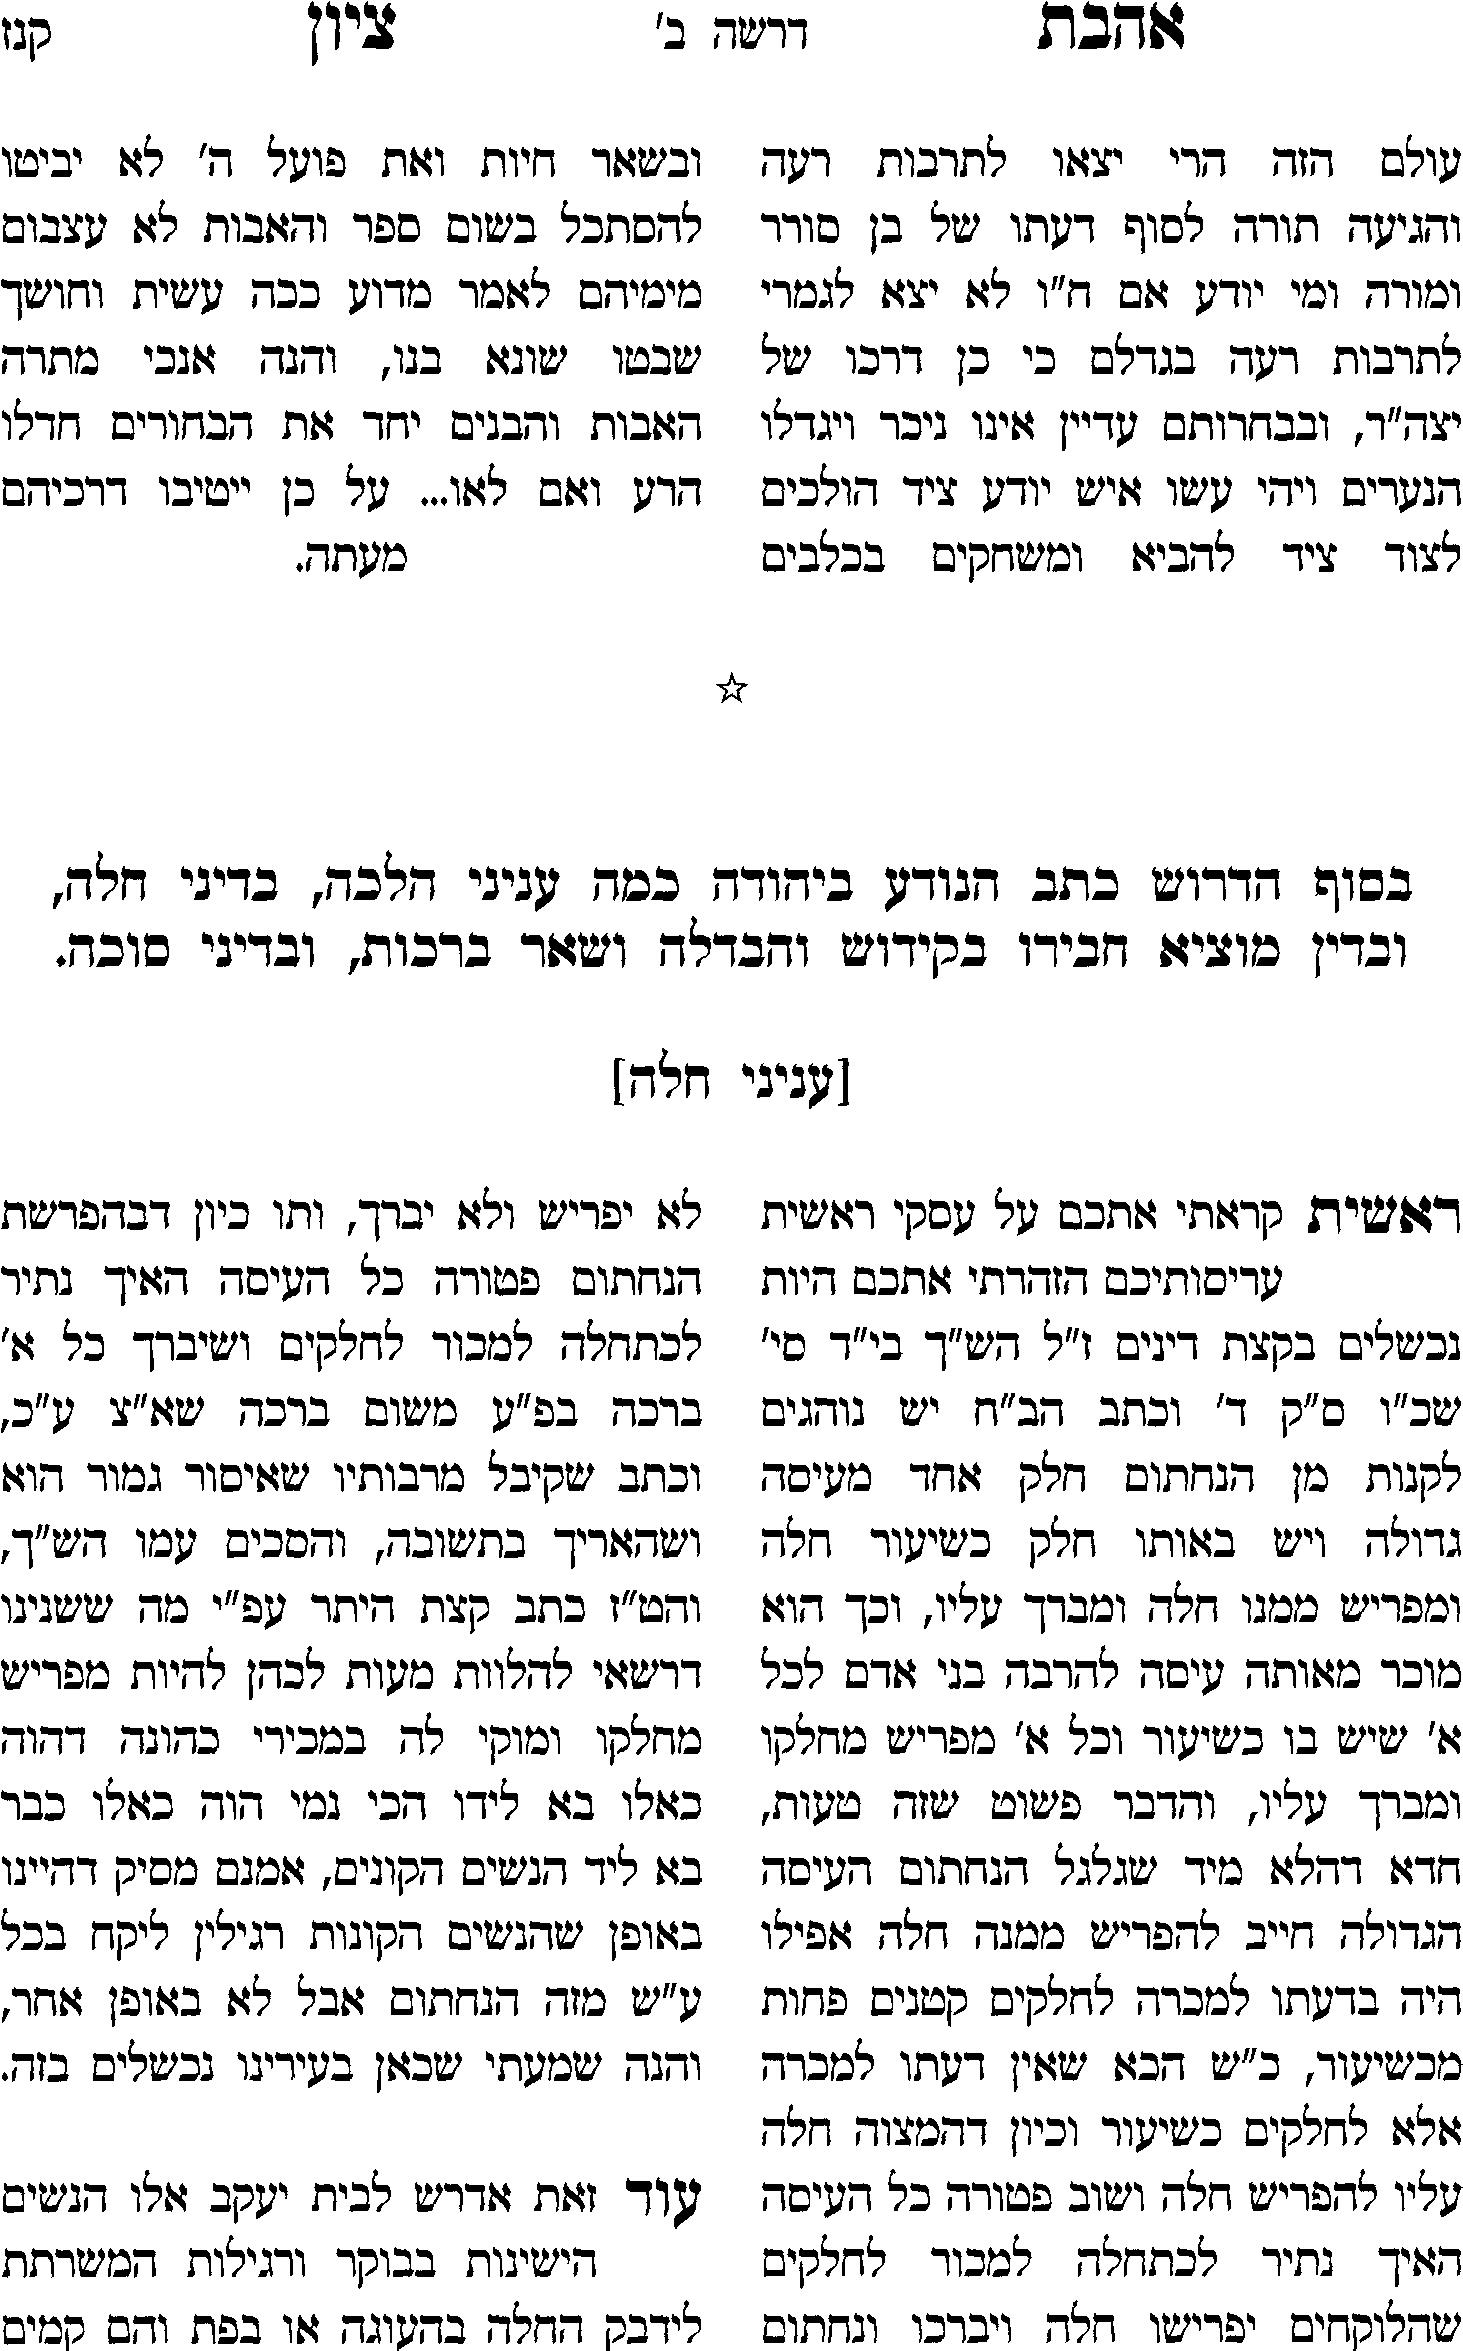 אהבת דרשה ב' ציון קנז
עולם הזה הרי יצאו לתרבות רעה
והגיעה תורה לסוף דעתו של בן סורר
ומורה ומי יודע אם ח"ו לא יצא לגמרי
לתרבות רעה בגדלם כי כן דרכו של
יצה"ר, ובבחרותם עדיין אינו ניכר ויגדלו
הנערים ויהי עשו איש יודע ציד הולכים
לצוד ציד להביא ומשחקים בכלבים
ובשאר חיות ואת פועל ה' לא יביטו
להסתכל בשום ספר והאבות לא עצבום
מימיהם לאמר מדוע ככה עשית וחושך
שבטו שונא בנו, והנה אנכי מתרה
האבות והבנים יחד את הבחורים חדלו
הרע ואם לאו... על כן ייטיבו דרכיהם
מעתה.
☆
בסוף הדרוש כתב הנודע ביהודה כמה עניני הלכה, בדיני חלה,
ובדין מוציא חבירו בקידוש והבדלה ושאר ברכות, ובדיני סוכה.
[עניני חלה]
ראשית קראתי אתכם על עסקי ראשית
עריסותיכם הזהרתי אתכם היות
נכשלים בקצת דינים ז"ל הש"ך בי"ד סי'
שכ"ו ס"ק ד' וכתב הב"ח יש נוהגים
לקנות מן הנחתום חלק אחד מעיסה
גדולה ויש באותו חלק כשיעור חלה
ומפריש ממנו חלה ומברך עליו, וכך הוא
מוכר מאותה עיסה להרבה בני אדם לכל
א' שיש בו כשיעור וכל א' מפריש מחלקו
ומברך עליו, והדבר פשוט שזה טעות,
חדא דהלא מיד שגלגל הנחתום העיסה
הגדולה חייב להפריש ממנה חלה אפילו
היה בדעתו למכרה לחלקים קטנים פחות
מכשיעור, כ"ש הכא שאין דעתו למכרה
אלא לחלקים כשיעור וכיון דהמצוה חלה
עליו להפריש חלה ושוב פטורה כל העיסה
האיך נתיר לכתחלה למכור לחלקים
שהלוקחים יפרישו חלה ויברכו ונחתום
לא יפריש ולא יברך, ותו כיון דבהפרשת
הנחתום פטורה כל העיסה האיך נתיר
לכתחלה למכור לחלקים ושיברך כל א'
ברכה בפ"ע משום ברכה שא"צ ע"כ,
וכתב שקיבל מרבותיו שאיסור גמור הוא
ושהאריך בתשובה, והסכים עמו הש"ך,
והט"ז כתב קצת היתר עפ"י מה ששנינו
דרשאי להלוות מעות לכהן להיות מפריש
מחלקו ומוקי לה במכירי כהונה דהוה
כאלו בא לידו הכי נמי הוה כאלו כבר
בא ליד הנשים הקונים, אמנם מסיק דהיינו
באופן שהנשים הקונות רגילין ליקח בכל
ע"ש מזה הנחתום אבל לא באופן אחר,
והנה שמעתי שכאן בעירינו נכשלים בזה.
עוד זאת אדרש לבית יעקב אלו הנשים
הישינות בבוקר ורגילות המשרתת
לידבק החלה בהעוגה או בפת והם קמים